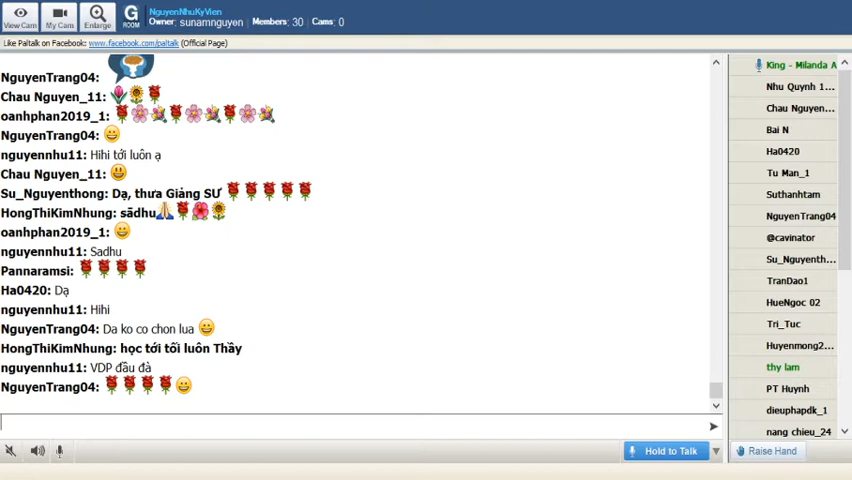 View Cam
My Cam
Enlarge
G
ROOM
NguyenNhuKyVien
Owner: sunamnguyen Members: 30 Cams: 0
Like Paltalk on Facebook: www.facebook.com/paltalk (Official Page)
NguyenTrang04:
Chau Nguyen_11:
oanhphan2019_1:
NguyenTrang04:
nguyennhu11: Hihi tới luôn ạ
Chau Nguyen_11:
Su_Nguyenthong: Dạ, thưa Giảng SƯ
HongThiKimNhung: sādhu
oanhphan2019_1:
nguyennhu11: Sadhu
Pannaramsi:
Ha0420: Dạ
nguyennhu11: Hihi
NguyenTrang04: Da ko co chon lua
HongThiKimNhung: học tới tối luôn Thầy
nguyennhu11: VDP đầu đà
NguyenTrang04:
Hold to Talk
King - Milanda A
Nhu Quynh 1...
Chau Nguyen...
Bai N
Ha0420
Tu Man_1
Suthanhtam
NguyenTrang04
@cavinator
Su_Nguyenth...
TranDao1
HueNgoc 02
Tri_Tuc
Huyenmong2...
thy lam
PT Huynh
dieuphapdk_1
nang chieu_24
Raise Hand